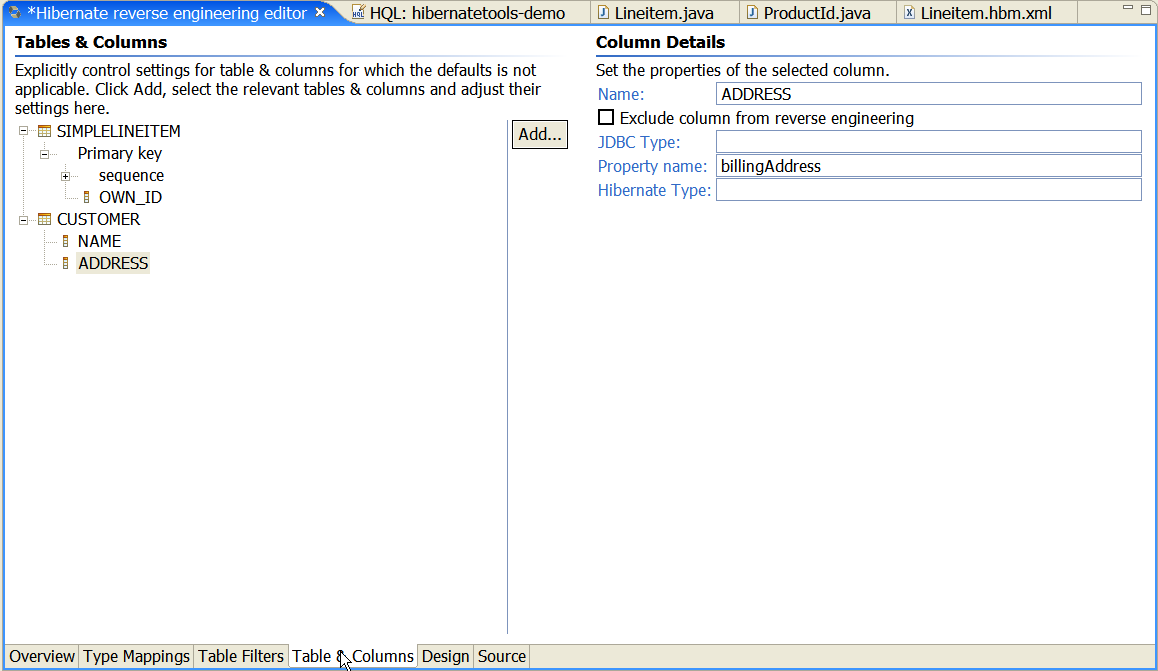 *Hibernate reverse engineering editor
HQL: hibernatetools-demo
Lineitem.java
ProductId.java
Lineitem.hbm.xml
Tables & Columns
Explicitly control settings for table & columns for which the defaults is not
applicable. Click Add, select the relevant tables & columns and adjust their
settings here.
SIMPLELINEITEM
Primary key
sequence
OWN_ID
CUSTOMER
NAME
ADDRESS
Add...
Column Details
Set the properties of the selected column.
Name: ADDRESS
Exclude column from reverse engineering
JDBC Type:
Property name: billingAddress
Hibernate Type:
Overview Type Mappings Table Filters Table & Columns Design Source